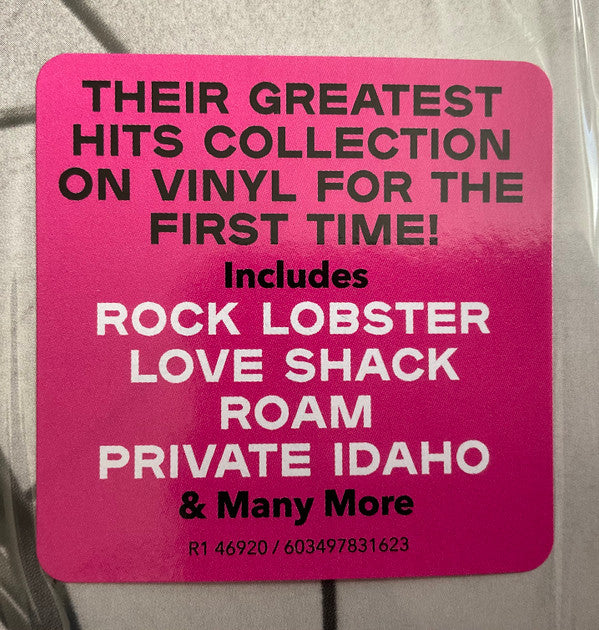 THEIR GREATEST
HITS COLLECTION
ON VINYL FOR THE
FIRST TIME!
Includes
ROCK LOBSTER
LOVE SHACK
ROAM
PRIVATE IDAHO
& Many More
R1 46920 / 603497831623